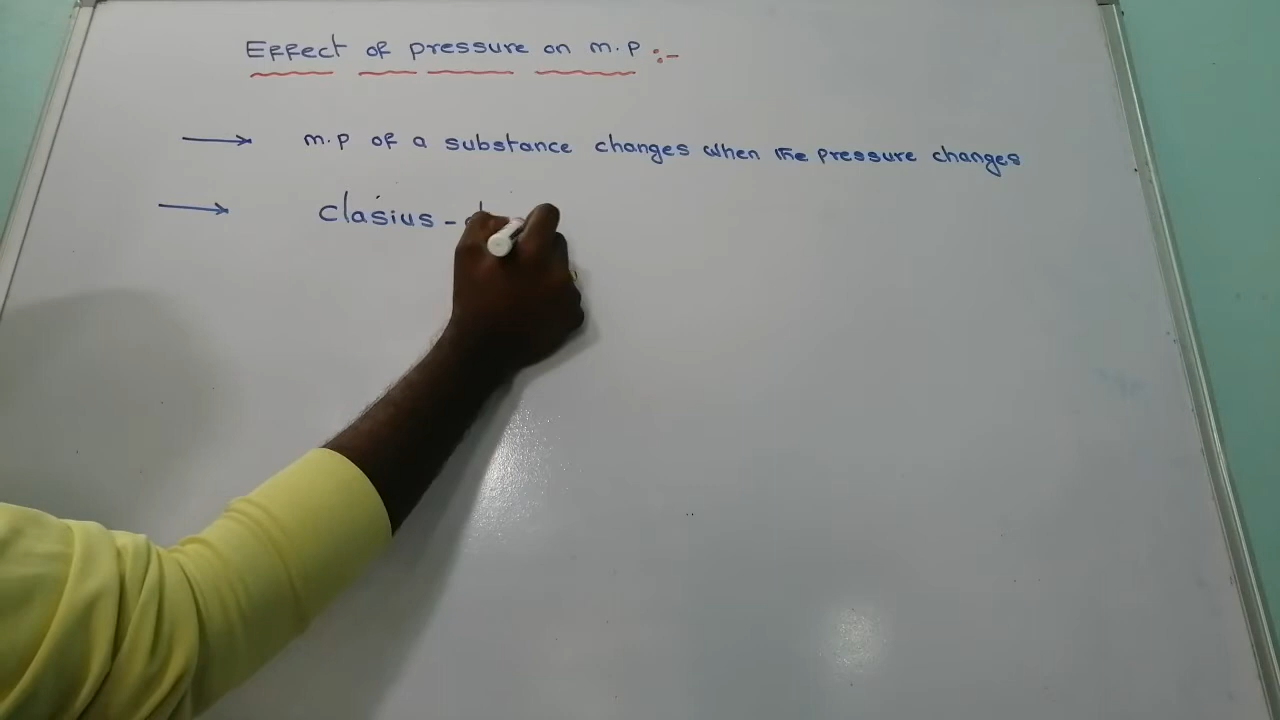 Effect of pressure on m.p :-
→ m.p of a substance changes when the pressure changes
→ clasius -